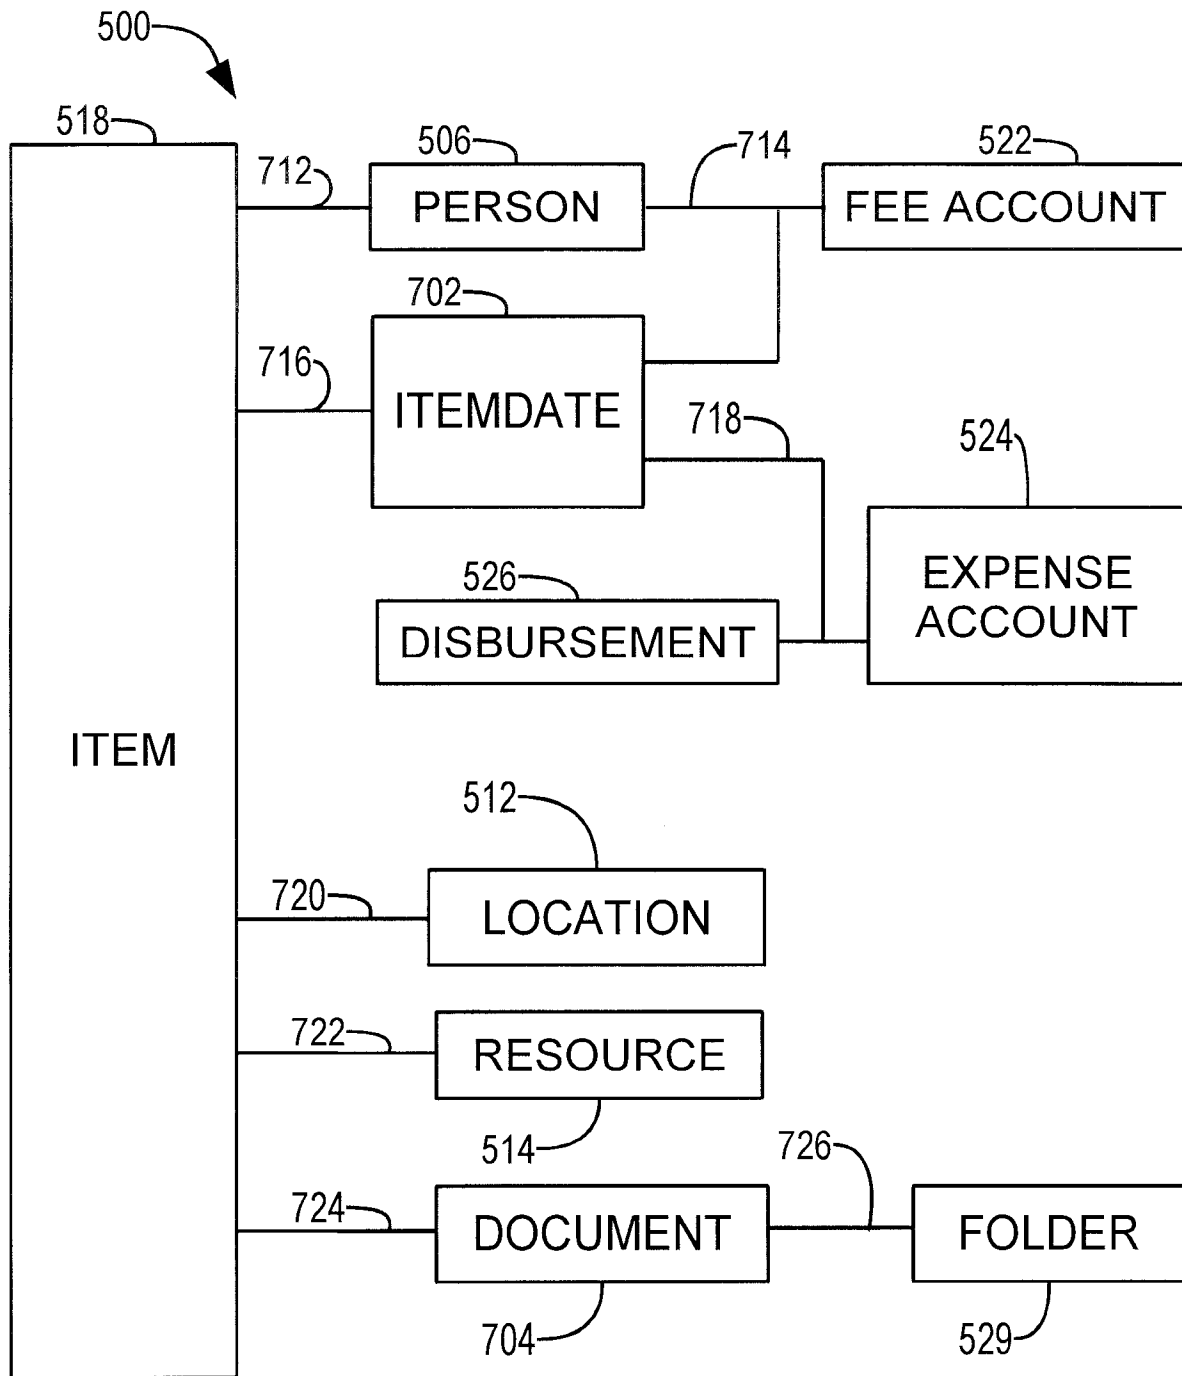 500
518
506
714
522
712
PERSON
FEE ACCOUNT
702
716
ITEMDATE
718
524
526
EXPENSE
ACCOUNT
DISBURSEMENT
ITEM
512
720
LOCATION
722
RESOURCE
514
726
724
DOCUMENT
FOLDER
704
529